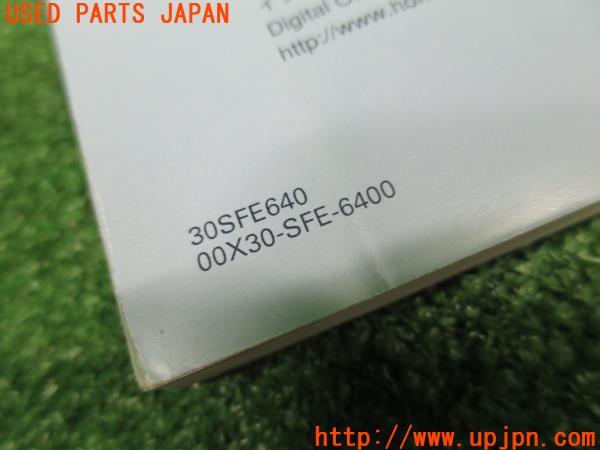 USED PARTS JAPAN
Digital
http://www.hon
30SFE640
00X30-SFE-6400
http://www.upjpn.com/